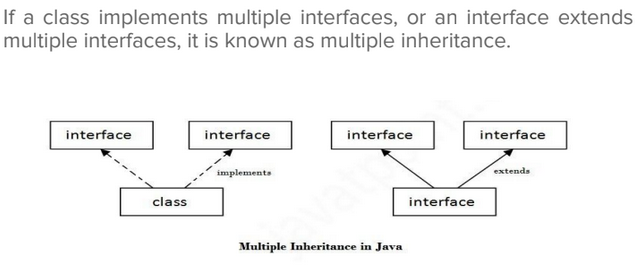 If a class implements multiple interfaces, or an interface extends
multiple interfaces, it is known as multiple inheritance.
interface interface interface interface
implements extends
class interface
Multiple Inheritance in Java